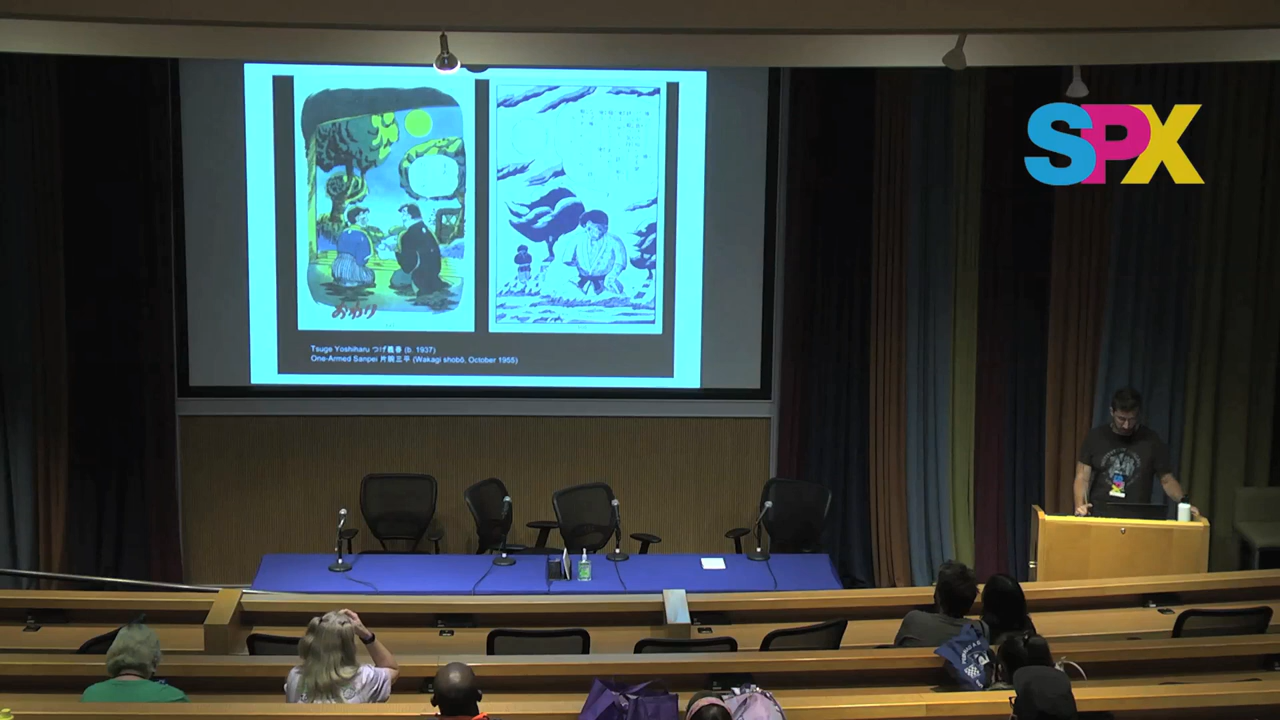 SPX
おわり
Tsuge Yoshiharu つげ義春 (b. 1937)
One-Armed Sanpei 片腕三平 (Wakagi shobō, October 1955)